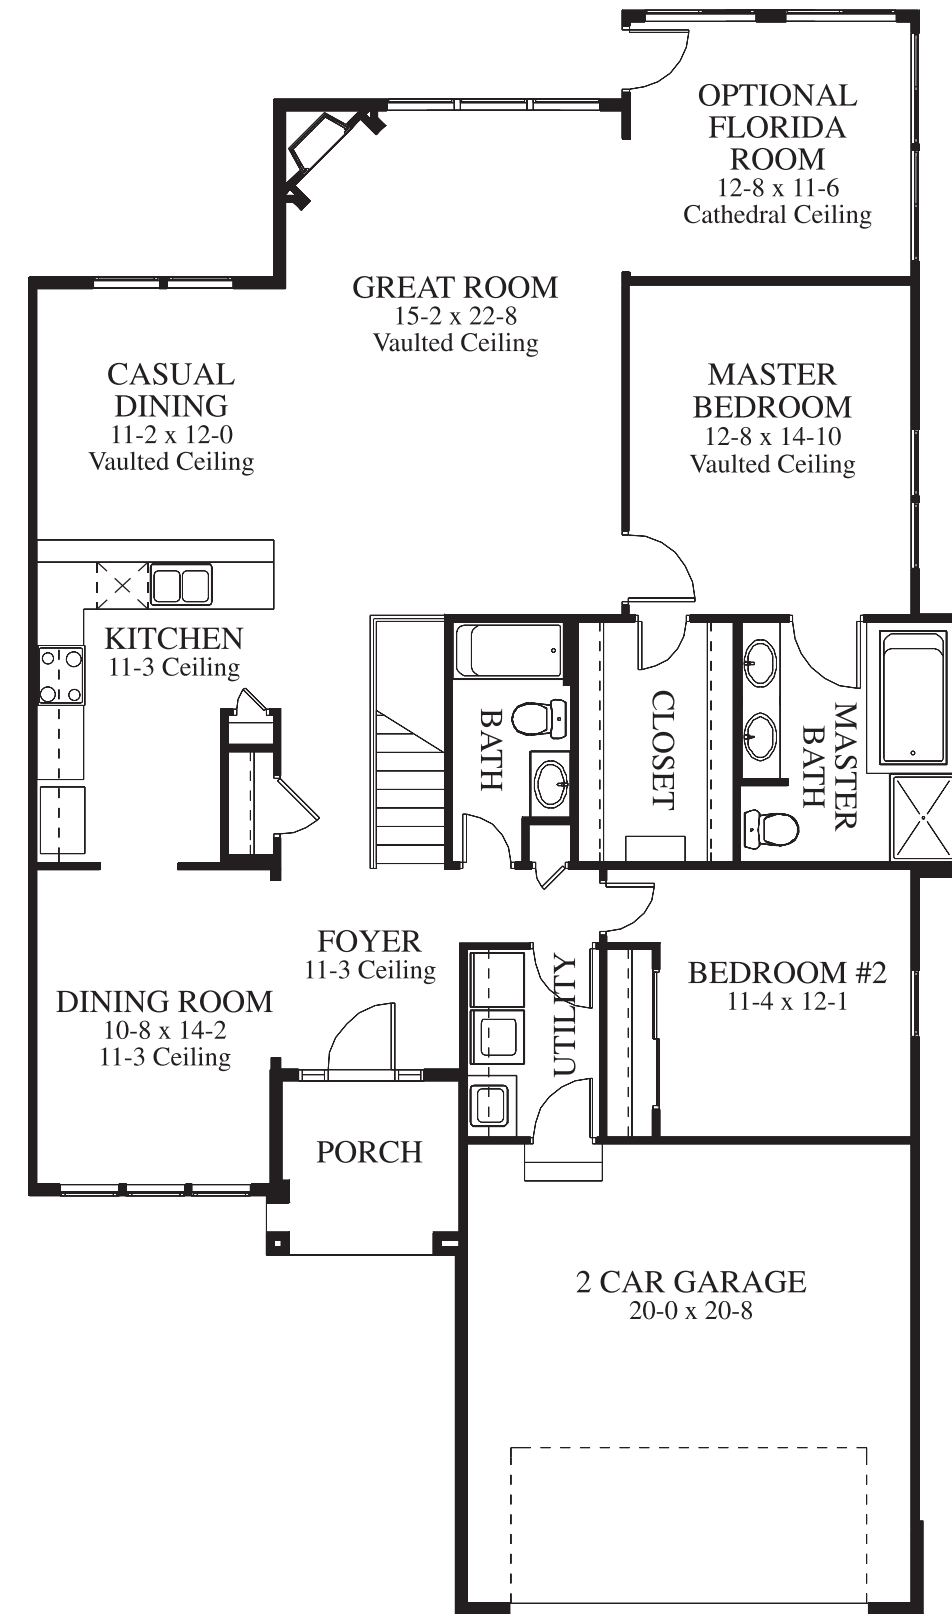 OPTIONAL
FLORIDA
ROOM
12-8 x 11-6
Cathedral Ceiling
GREAT ROOM
15-2 x 22-8
Vaulted Ceiling
CASUAL
DINING
11-2 x 12-0
Vaulted Ceiling
MASTER
BEDROOM
12-8 x 14-10
Vaulted Ceiling
KITCHEN
11-3 Ceiling
BATH
CLOSET
MASTER
BATH
FOYER
11-3 Ceiling
DINING ROOM
10-8 x 14-2
11-3 Ceiling
UTILITY
BEDROOM #2
11-4 x 12-1
PORCH
2 CAR GARAGE
20-0 x 20-8